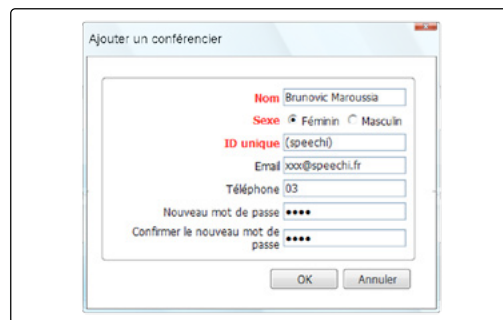 Ajouter un conférencier
Nom Brunovic Maroussia
Sexe Féminin Masculin
ID unique (speechi)
Email xxx@speechi.fr
Téléphone 03
Nouveau mot de passe ••••
Confirmer le nouveau mot de
passe ••••
OK Annuler